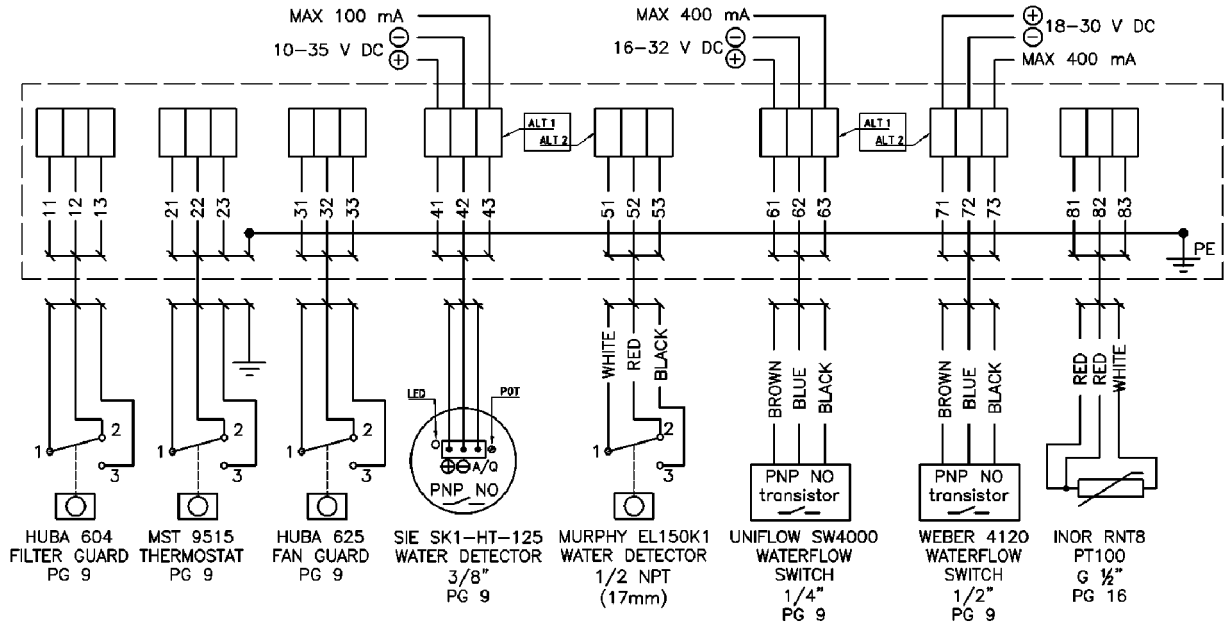 MAX 100 mA
10-35 V DC
MAX 400 mA
16-32 V DC
18-30 V DC
MAX 400 mA
ALT 1
ALT 2
ALT 1
ALT 2
11 12 13
21 22 23
31 32 33
41 42 43
51 52 53
61 62 63
71 72 73
81 82 83
PE
WHITE RED BLACK
BROWN BLUE BLACK
BROWN BLUE BLACK
RED RED WHITE
LED
POT
1 2 3
1 2 3
1 2 3
A/Q
PNP NO
1 2 3
PNP NO
transistor
PNP NO
transistor
HUBA 604
FILTER GUARD
PG 9
MST 9515
THERMOSTAT
PG 9
HUBA 625
FAN GUARD
PG 9
SIE SK1-HT-125
WATER DETECTOR
3/8"
PG 9
MURPHY EL150K1
WATER DETECTOR
1/2 NPT
(17mm)
UNIFLOW SW4000
WATERFLOW
SWITCH
1/4"
PG 9
WEBER 4120
WATERFLOW
SWITCH
1/2"
PG 9
INOR RNT8
PT100
G ½"
PG 16